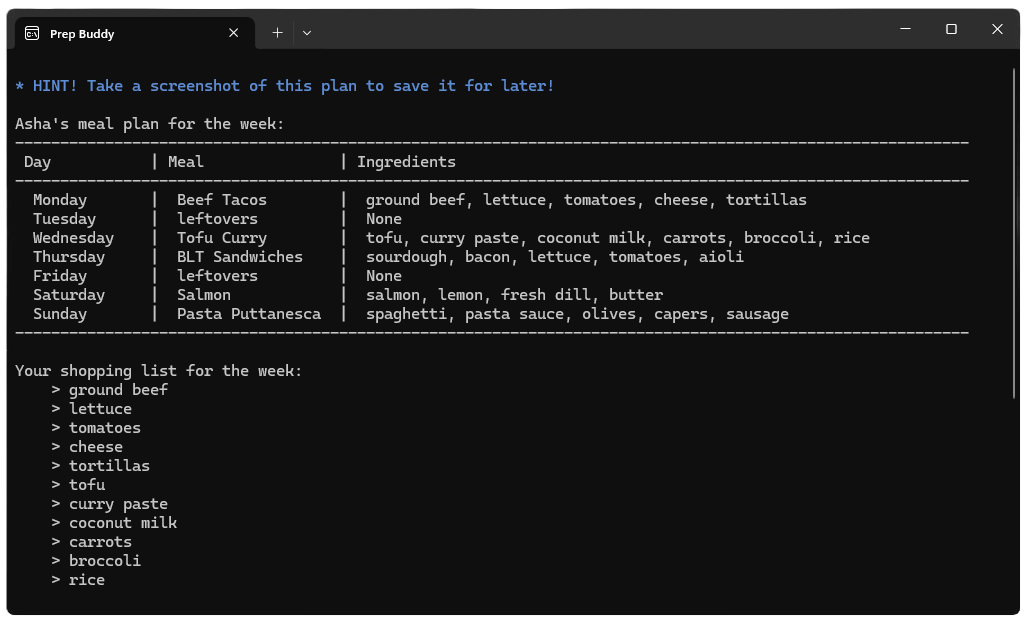 Prep Buddy
* HINT! Take a screenshot of this plan to save it for later!
Asha's meal plan for the week:
Day | Meal | Ingredients
Monday | Beef Tacos | ground beef, lettuce, tomatoes, cheese, tortillas
Tuesday | leftovers | None
Wednesday | Tofu Curry | tofu, curry paste, coconut milk, carrots, broccoli, rice
Thursday | BLT Sandwiches | sourdough, bacon, lettuce, tomatoes, aioli
Friday | leftovers | None
Saturday | Salmon | salmon, lemon, fresh dill, butter
Sunday | Pasta Puttanesca | spaghetti, pasta sauce, olives, capers, sausage
Your shopping list for the week:
> ground beef
> lettuce
> tomatoes
> cheese
> tortillas
> tofu
> curry paste
> coconut milk
> carrots
> broccoli
> rice